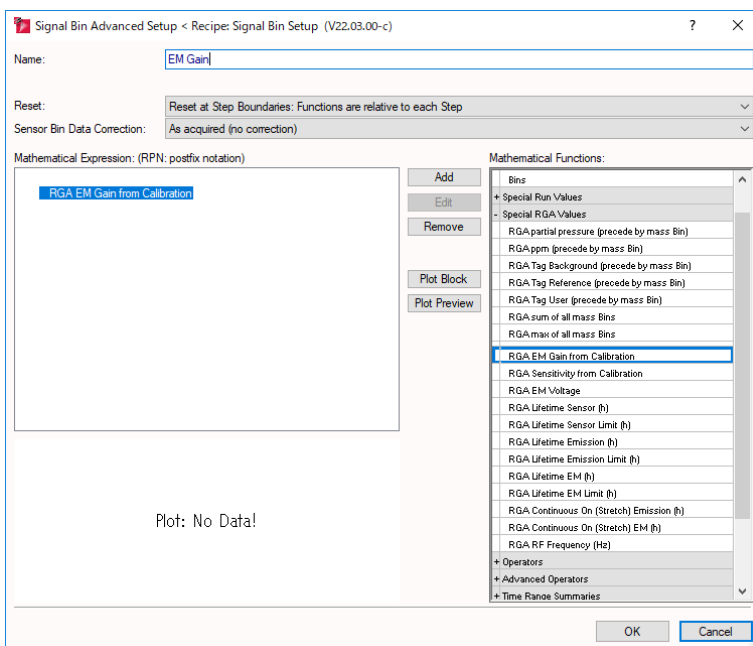 Signal Bin Advanced Setup < Recipe: Signal Bin Setup (V22.03.00-c)
? ×
Name:
EM Gain
Reset:
Reset at Step Boundaries: Functions are relative to each Step
Sensor Bin Data Correction:
As acquired (no correction)
Mathematical Expression: (RPN: postfix notation)
RGA EM Gain from Calibration
Add
Edit
Remove
Plot Block
Plot Preview
Plot: No Data!
Mathematical Functions:
Bins
+ Special Run Values
- Special RGA Values
RGA partial pressure (precede by mass Bin)
RGA ppm (precede by mass Bin)
RGA Tag Background (precede by mass Bin)
RGA Tag Reference (precede by mass Bin)
RGA Tag User (precede by mass Bin)
RGA sum of all mass Bins
RGA max of all mass Bins
RGA EM Gain from Calibration
RGA Sensitivity from Calibration
RGA EM Voltage
RGA Lifetime Sensor (h)
RGA Lifetime Sensor Limit (h)
RGA Lifetime Emission (h)
RGA Lifetime Emission Limit (h)
RGA Lifetime EM (h)
RGA Lifetime EM Limit (h)
RGA Continuous On (Stretch) Emission (h)
RGA Continuous On (Stretch) EM (h)
RGA RF Frequency (Hz)
+ Operators
+ Advanced Operators
+ Time Range Summaries
OK
Cancel